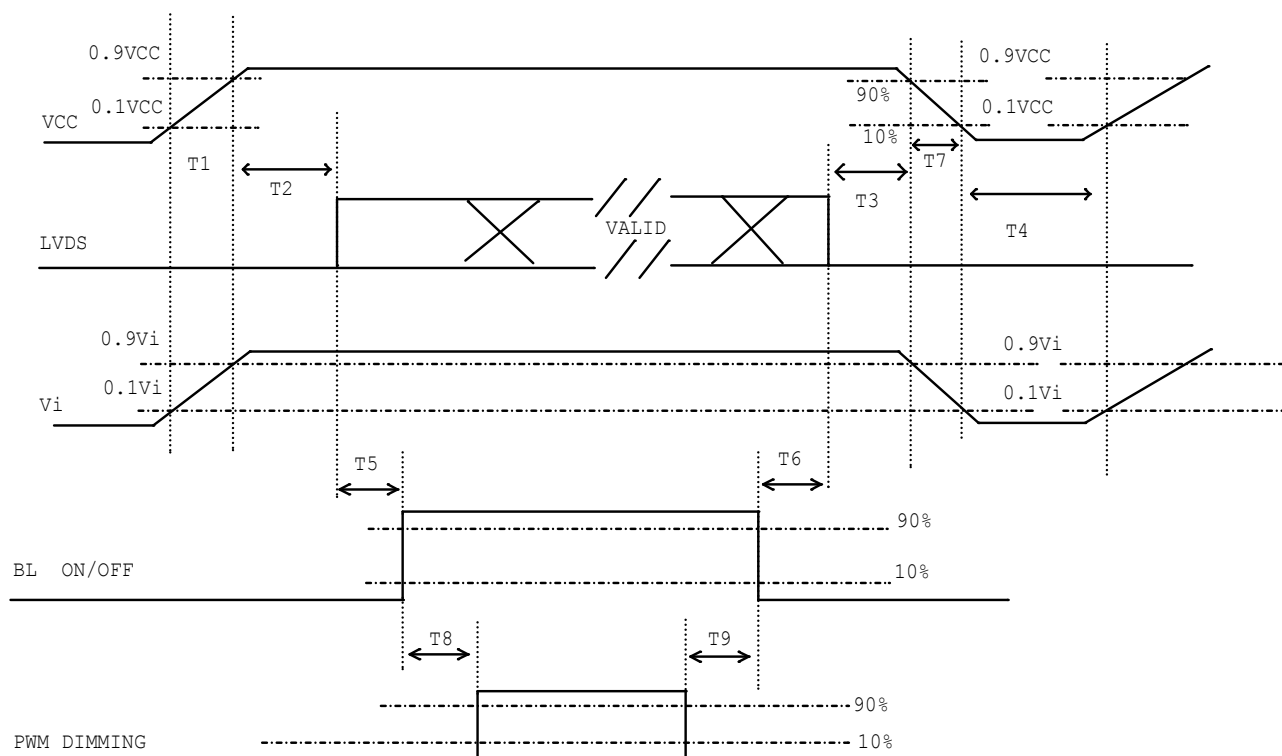 0.9VCC
0.9VCC
90%
0.1VCC
0.1VCC
VCC
10%
T1
T2
T3
T7
T4
LVDS
VALID
0.9Vi
0.9Vi
0.1Vi
0.1Vi
Vi
T5
T6
90%
BL ON/OFF
10%
T8
T9
90%
PWM DIMMING
10%